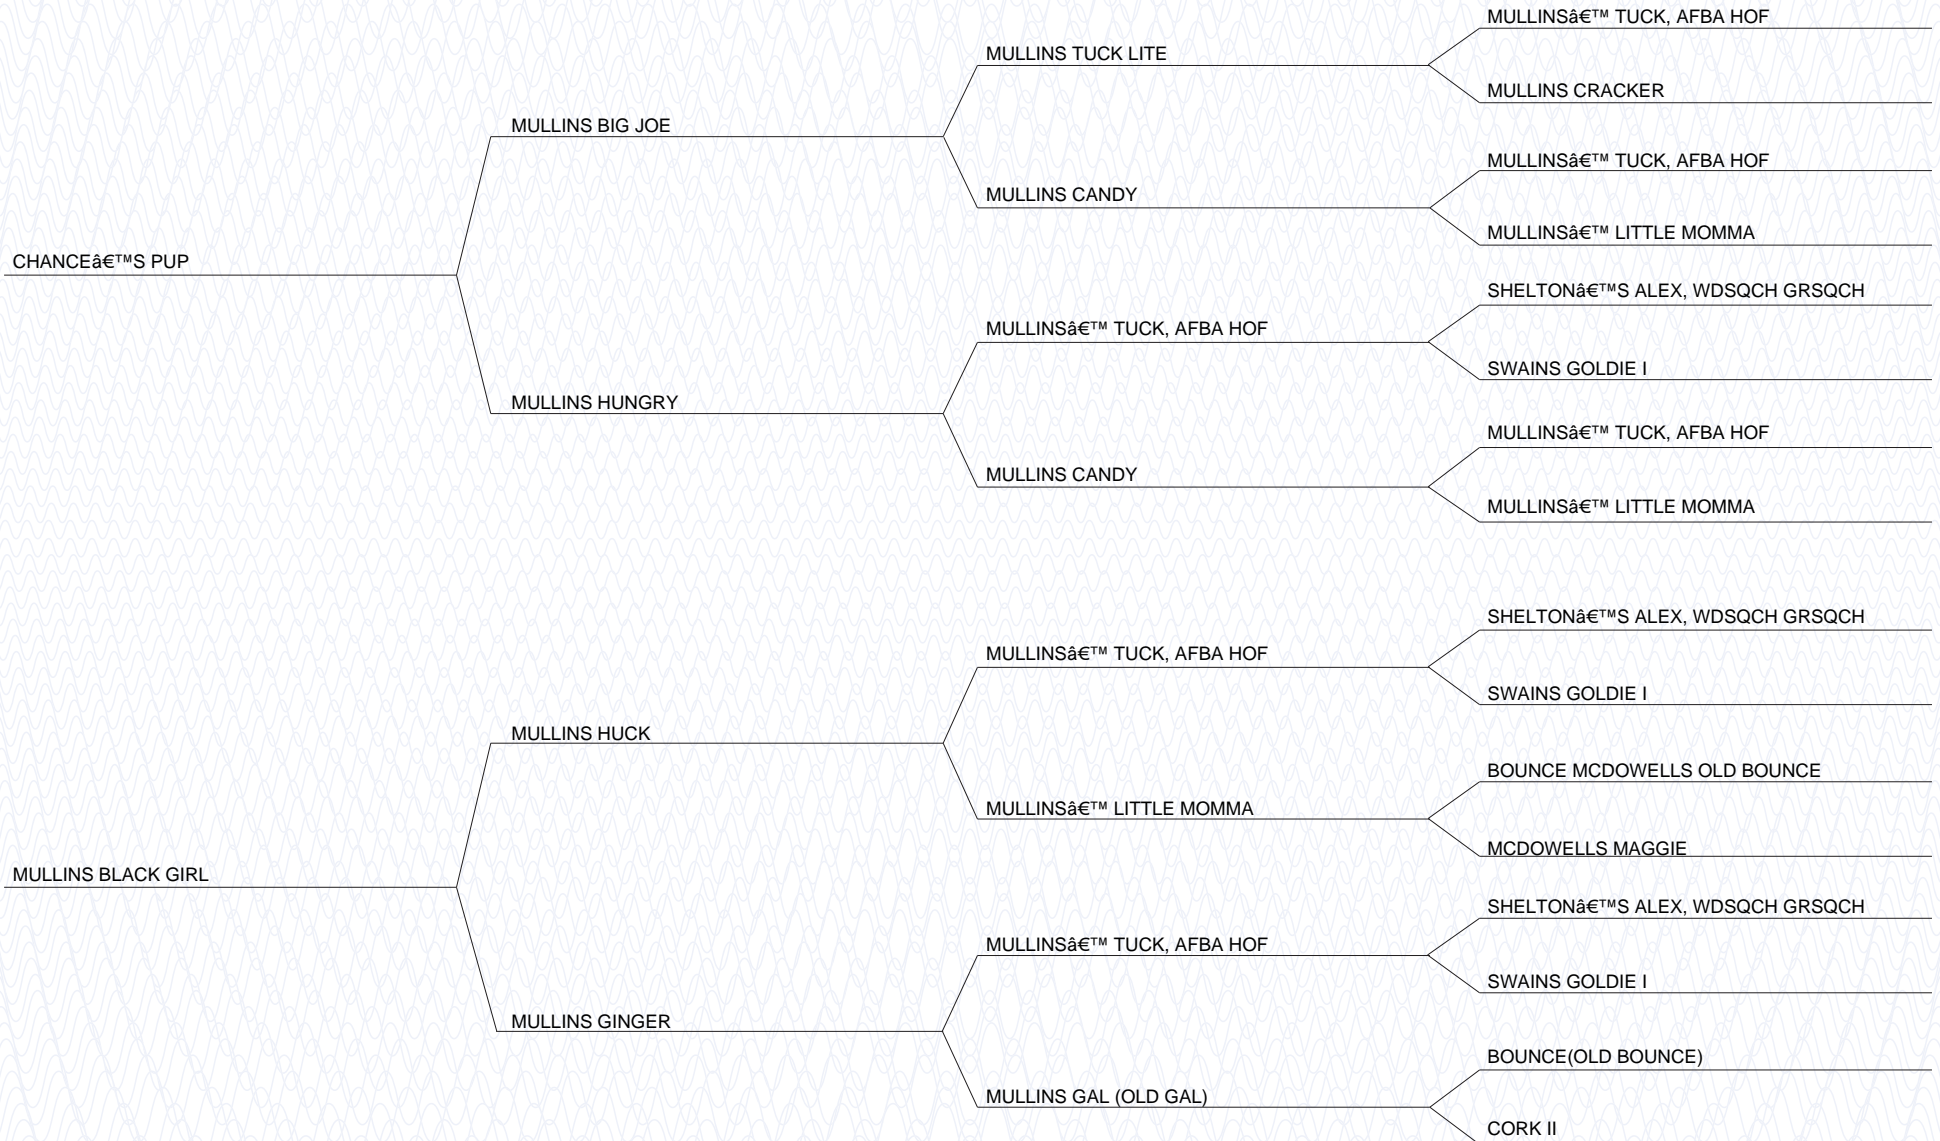 MULLINSâ€™ TUCK, AFBA HOF
MULLINS TUCK LITE
MULLINS CRACKER
MULLINS BIG JOE
MULLINSâ€™ TUCK, AFBA HOF
MULLINS CANDY
MULLINSâ€™ LITTLE MOMMA
CHANCEâ€™S PUP
SHELTONâ€™S ALEX, WDSQCH GRSQCH
MULLINSâ€™ TUCK, AFBA HOF
SWAINS GOLDIE I
MULLINS HUNGRY
MULLINSâ€™ TUCK, AFBA HOF
MULLINS CANDY
MULLINSâ€™ LITTLE MOMMA
SHELTONâ€™S ALEX, WDSQCH GRSQCH
MULLINSâ€™ TUCK, AFBA HOF
SWAINS GOLDIE I
MULLINS HUCK
BOUNCE MCDOWELLS OLD BOUNCE
MULLINSâ€™ LITTLE MOMMA
MCDOWELLS MAGGIE
MULLINS BLACK GIRL
SHELTONâ€™S ALEX, WDSQCH GRSQCH
MULLINSâ€™ TUCK, AFBA HOF
SWAINS GOLDIE I
MULLINS GINGER
BOUNCE(OLD BOUNCE)
MULLINS GAL (OLD GAL)
CORK II